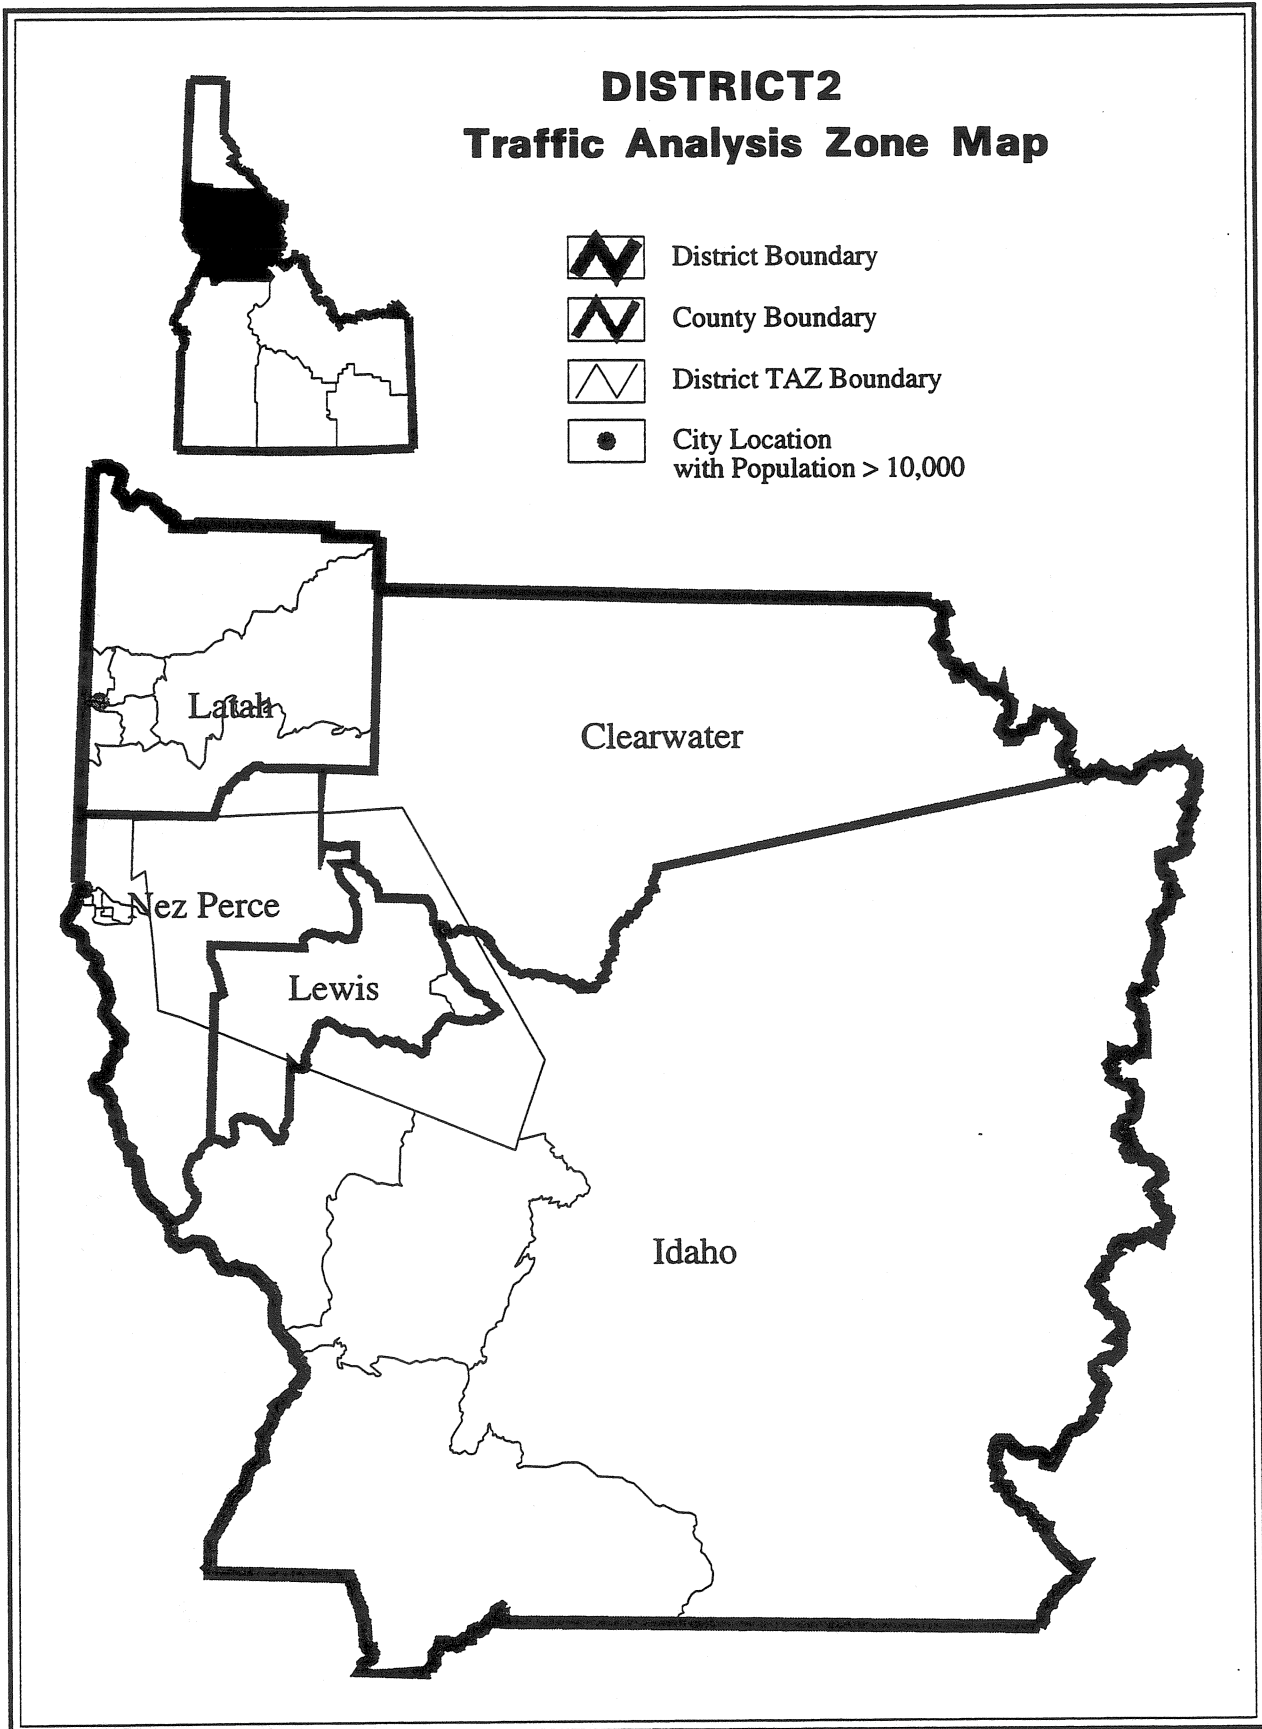 DISTRICT2
Traffic Analysis Zone Map
District Boundary
County Boundary
District TAZ Boundary
City Location
with Population > 10,000
Latah
Clearwater
Nez Perce
Lewis
Idaho